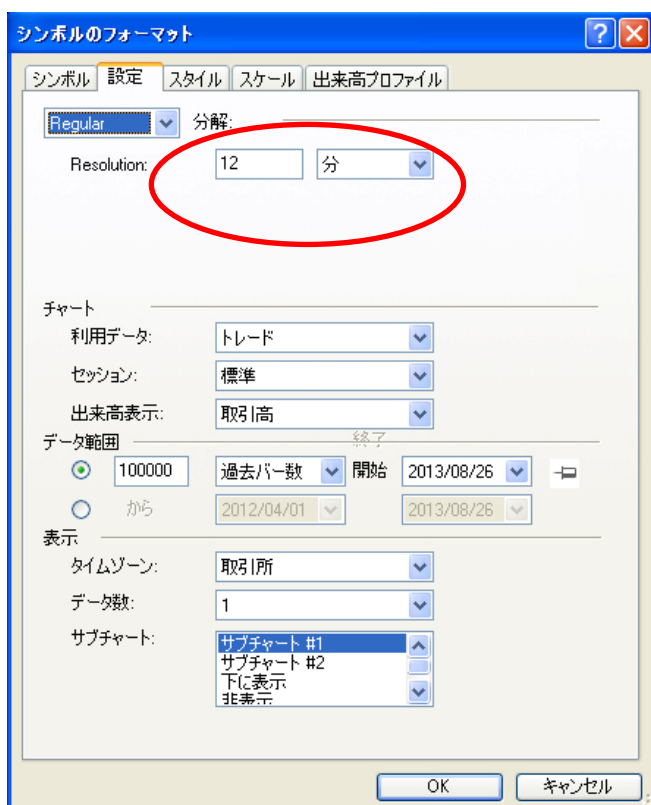 シンボルのフォーマット
シンボル 設定 スタイル スケール 出来高プロファイル
Regular 分解:
Resolution: 12 分
チャート
利用データ: トレード
セッション: 標準
出来高表示: 取引高
データ範囲 終了
100000 過去バー数 開始 2013/08/26
から 2012/04/01 2013/08/26
表示
タイムゾーン: 取引所
データ数: 1
サブチャート: サブチャート #1
サブチャート #2
下に表示
非表示
OK キャンセル